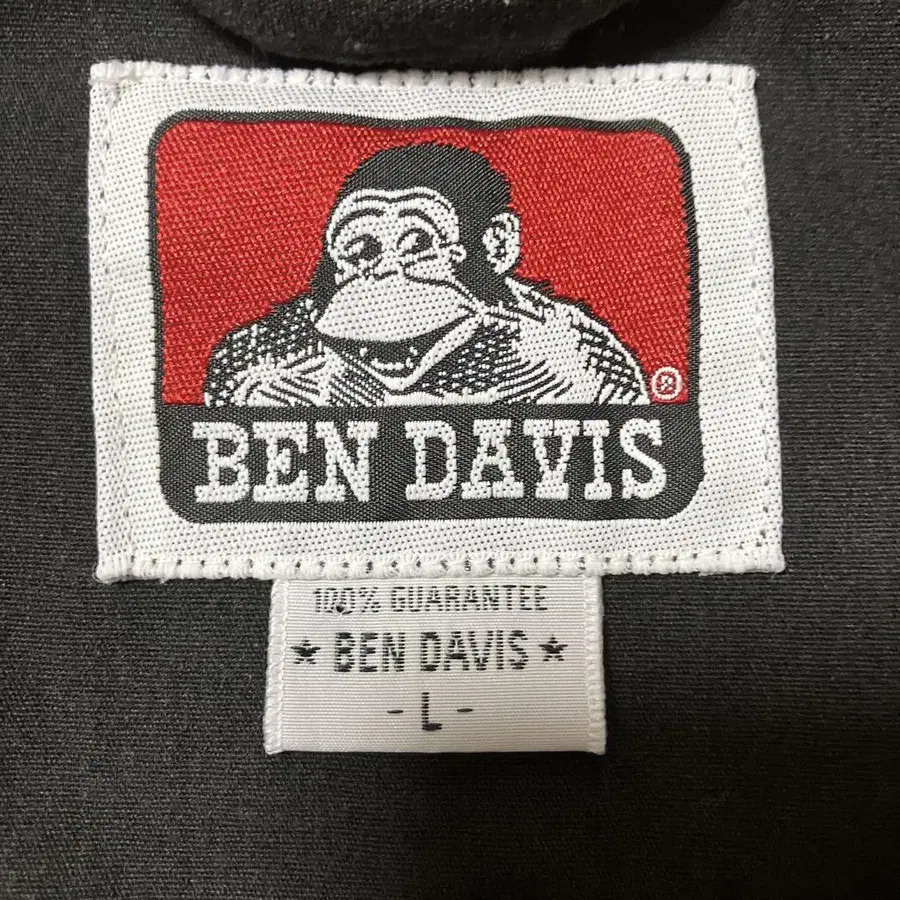 ®
BEN DAVIS
100% GUARANTEE
★ BEN DAVIS ★
-L-